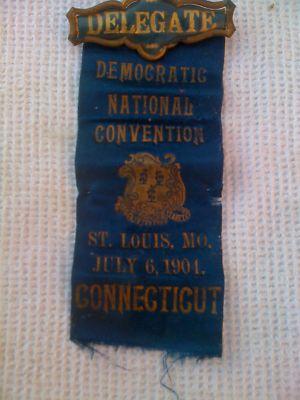 DELEGATE
DEMOCRATIC
NATIONAL
CONVENTION
ST. LOUIS, MO.
JULY 6, 1904.
CONNECTICUT